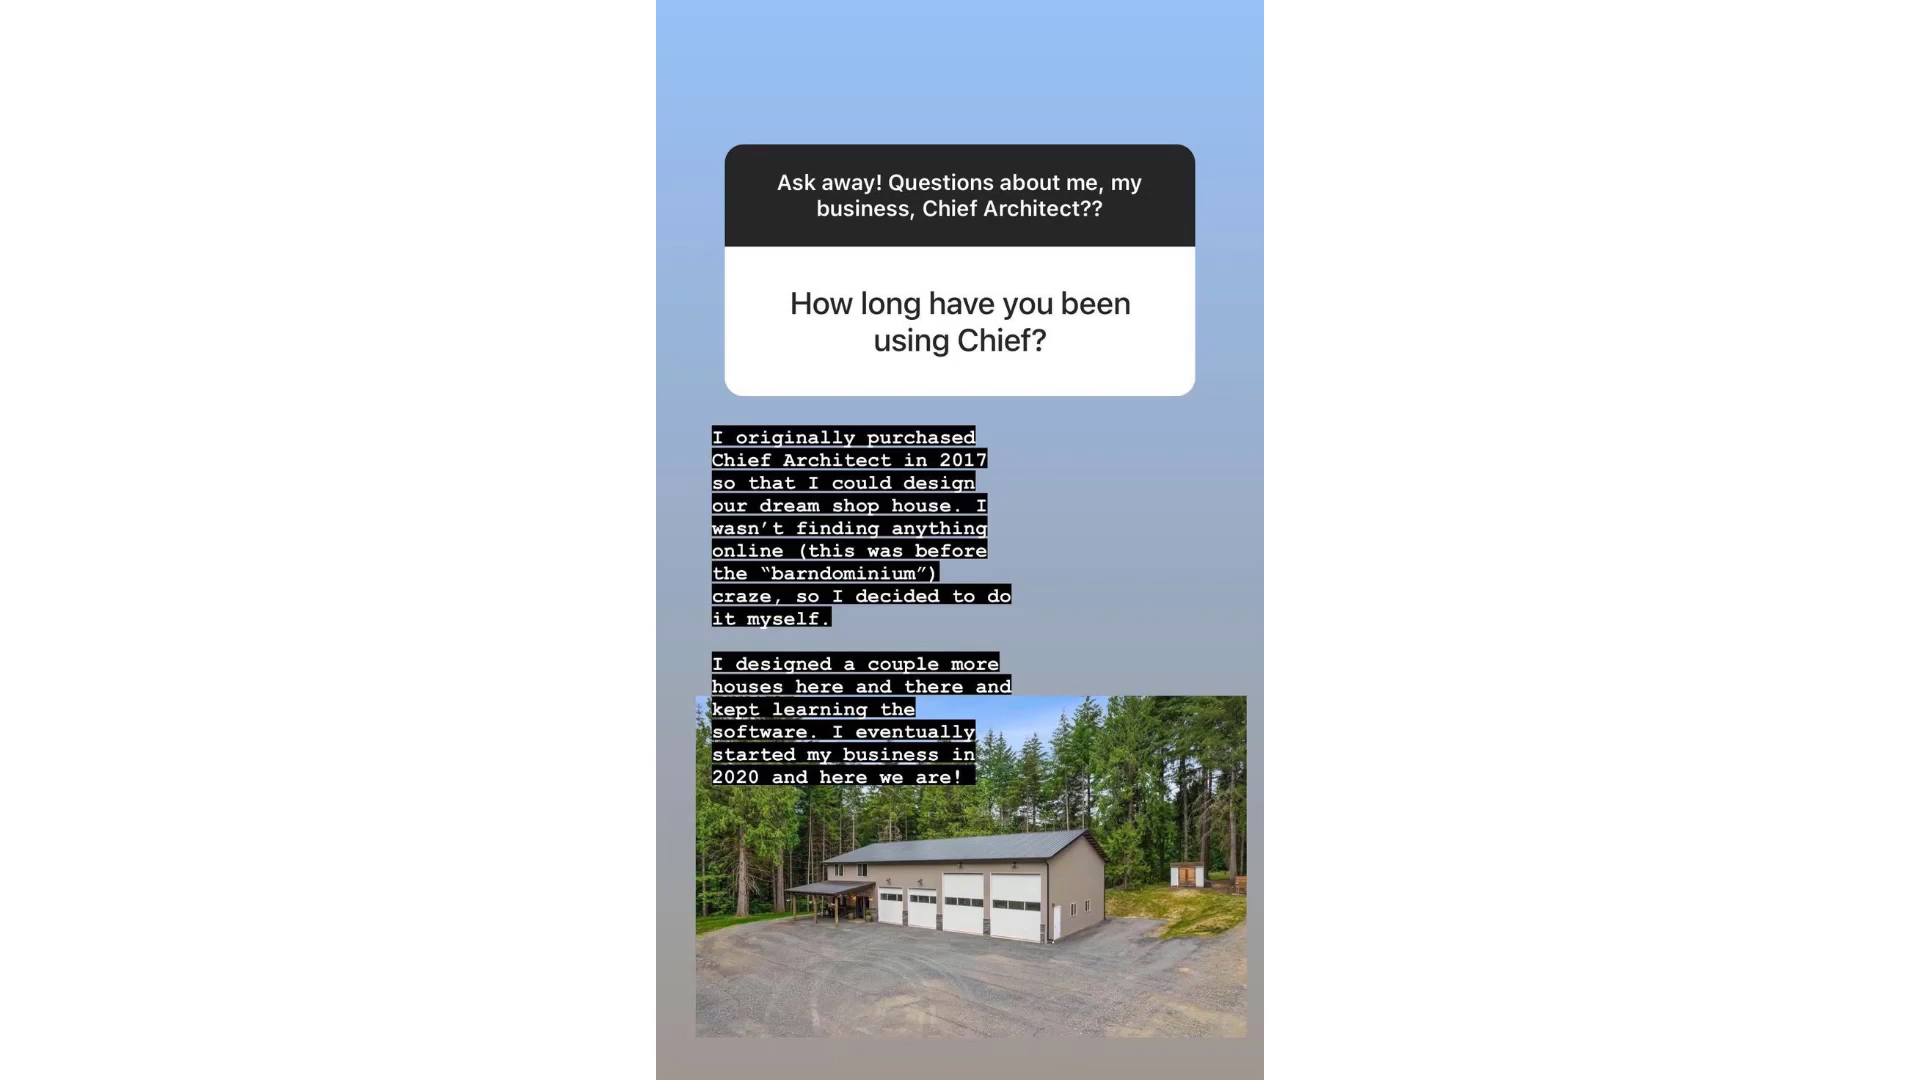 Ask away! Questions about me, my
business, Chief Architect??
How long have you been
using Chief?
I originally purchased
Chief Architect in 2017
so that I could design
our dream shop house. I
wasn’t finding anything
online (this was before
the “barndominium”)
craze, so I decided to do
it myself.
I designed a couple more
houses here and there and
kept learning the
software. I eventually
started my business in
2020 and here we are!